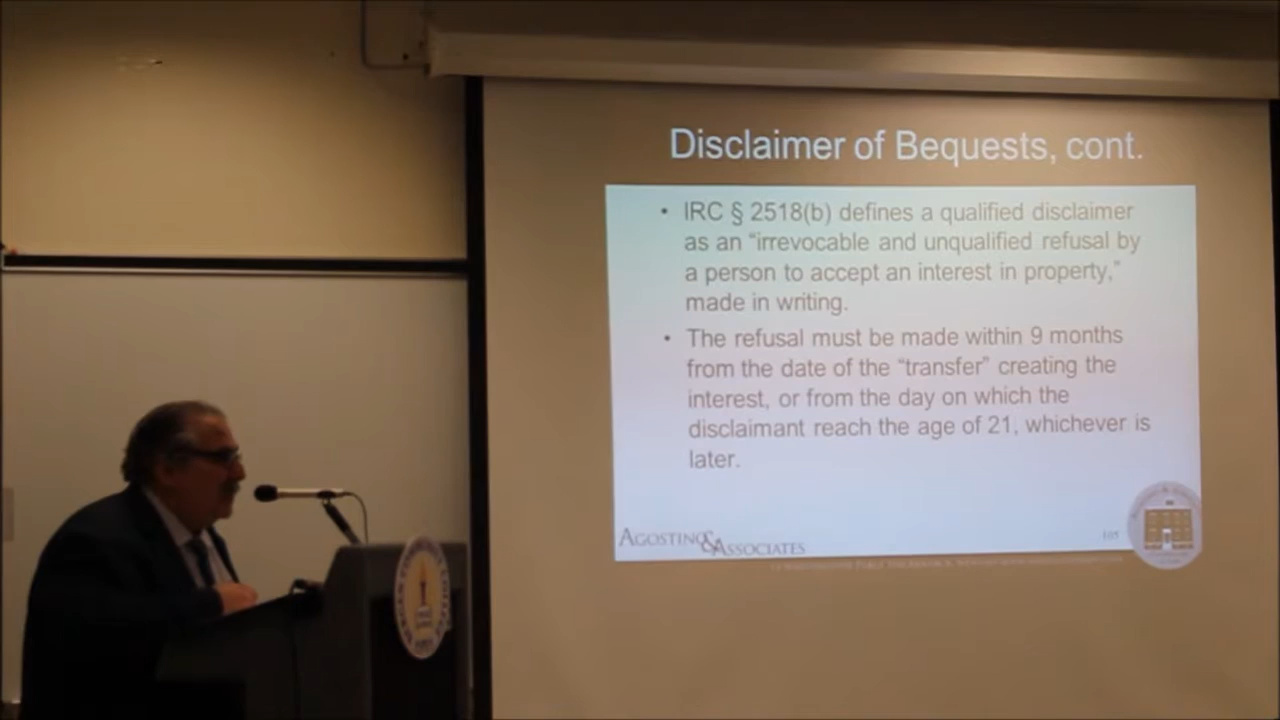 Disclaimer of Bequests, cont.
• IRC § 2518(b) defines a qualified disclaimer
as an “irrevocable and unqualified refusal by
a person to accept an interest in property,”
made in writing.
• The refusal must be made within 9 months
from the date of the “transfer” creating the
interest, or from the day on which the
disclaimant reach the age of 21, whichever is
later.
AGOSTINO & ASSOCIATES
105